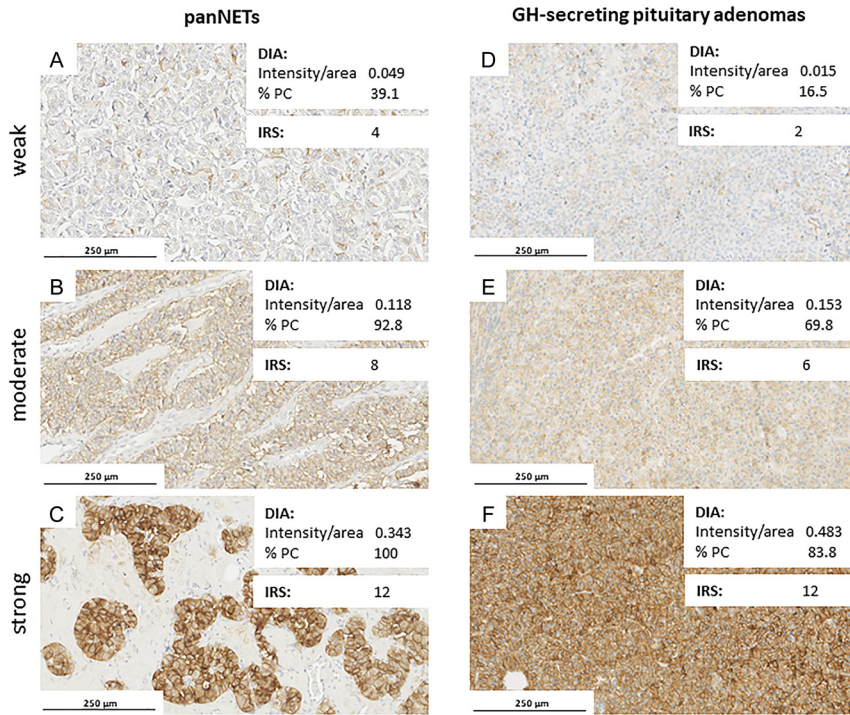 panNETs
GH-secreting pituitary adenomas
weak
A
DIA:
Intensity/area 0.049
% PC 39.1
IRS: 4
250 µm
D
DIA:
Intensity/area 0.015
% PC 16.5
IRS: 2
250 µm
moderate
B
DIA:
Intensity/area 0.118
% PC 92.8
IRS: 8
250 µm
E
DIA:
Intensity/area 0.153
% PC 69.8
IRS: 6
250 µm
strong
C
DIA:
Intensity/area 0.343
% PC 100
IRS: 12
250 µm
F
DIA:
Intensity/area 0.483
% PC 83.8
IRS: 12
250 µm